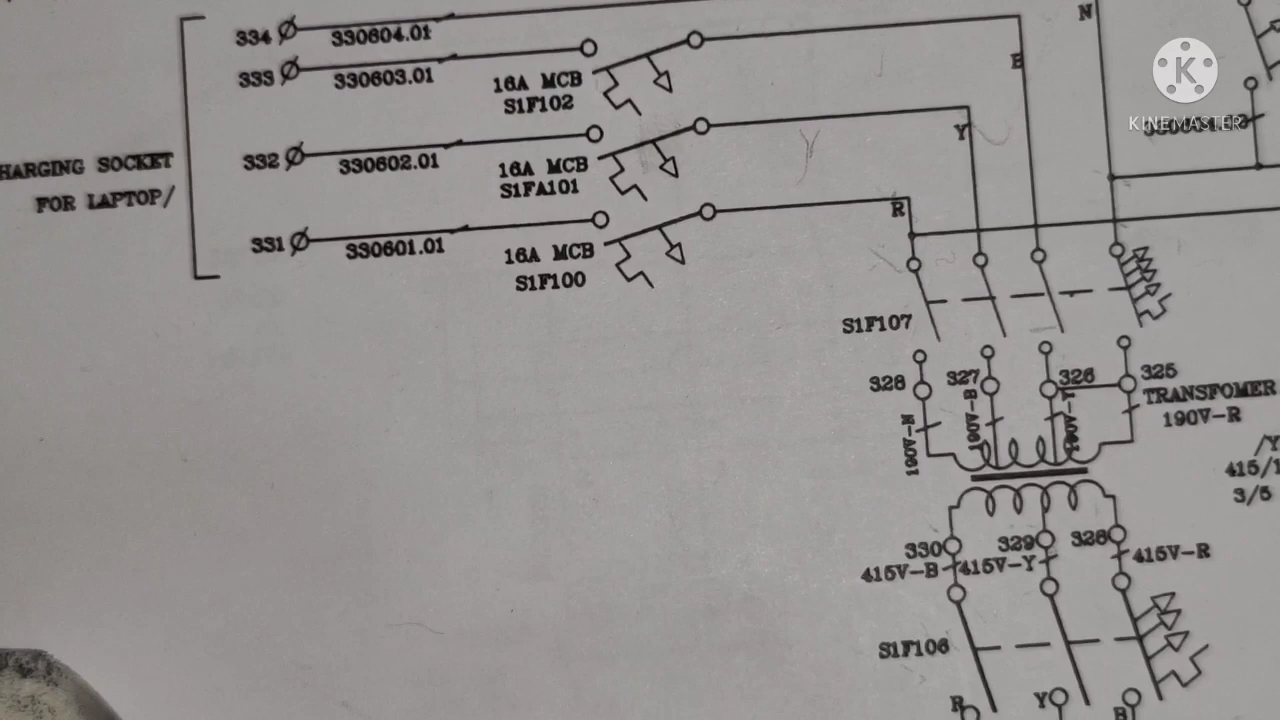 334
330604.01
333
330603.01
16A MCB
S1F102
B
N
KINEMASTER
HARGING SOCKET
FOR LAPTOP/
332
330602.01
16A MCB
S1FA101
Y
331
330601.01
16A MCB
S1F100
R
S1F107
328
327
326
325
TRANSFOMER
190V-R
190V-N
190V-B
190V-Y
/Y
415/1
3/5
330
329
328
415V-B
415V-Y
415V-R
S1F106
R
Y
B